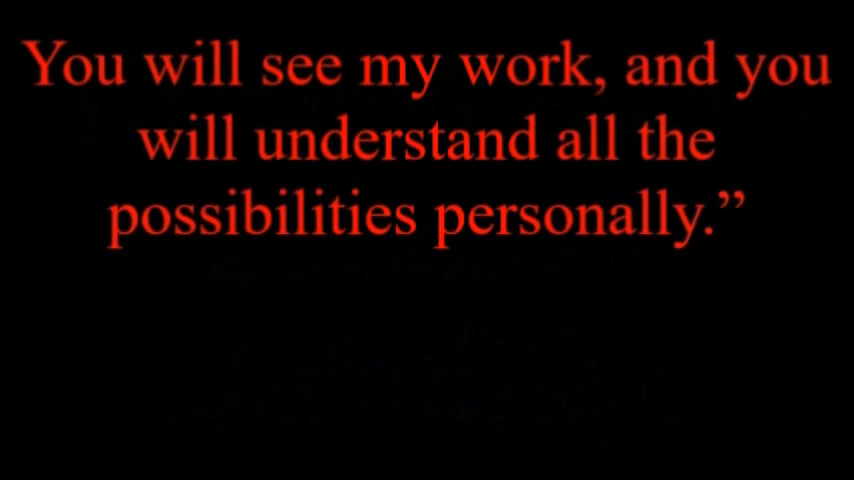 You will see my work, and you
will understand all the
possibilities personally.”